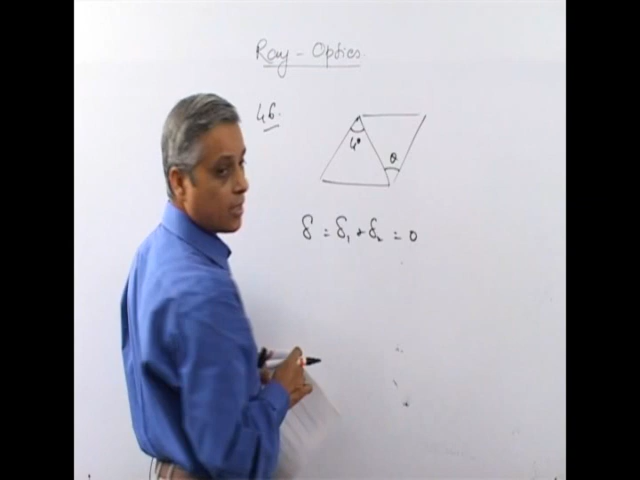 Ray - Optics.
46.
4°
θ
δ = δ₁ + δ₂ = 0